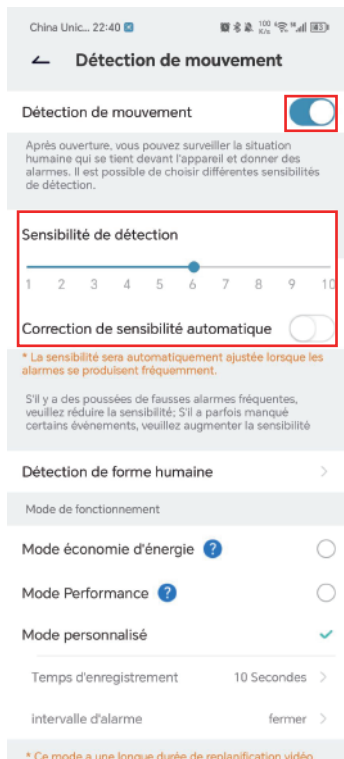 China Unic... 22:40
100 K/s 43
Détection de mouvement
Détection de mouvement
Après ouverture, vous pouvez surveiller la situation
humaine qui se tient devant l'appareil et donner des
alarmes. Il est possible de choisir différentes sensibilités
de détection.
Sensibilité de détection
1 2 3 4 5 6 7 8 9 10
Correction de sensibilité automatique
* La sensibilité sera automatiquement ajustée lorsque les
alarmes se produisent fréquemment.
S'il y a des poussées de fausses alarmes fréquentes,
veuillez réduire la sensibilité; S'il a parfois manqué
certains évènements, veuillez augmenter la sensibilité
Détection de forme humaine
Mode de fonctionnement
Mode économie d'énergie ?
Mode Performance ?
Mode personnalisé
Temps d'enregistrement 10 Secondes
intervalle d'alarme fermer
* Ce mode a une longue durée de replanification vidéo